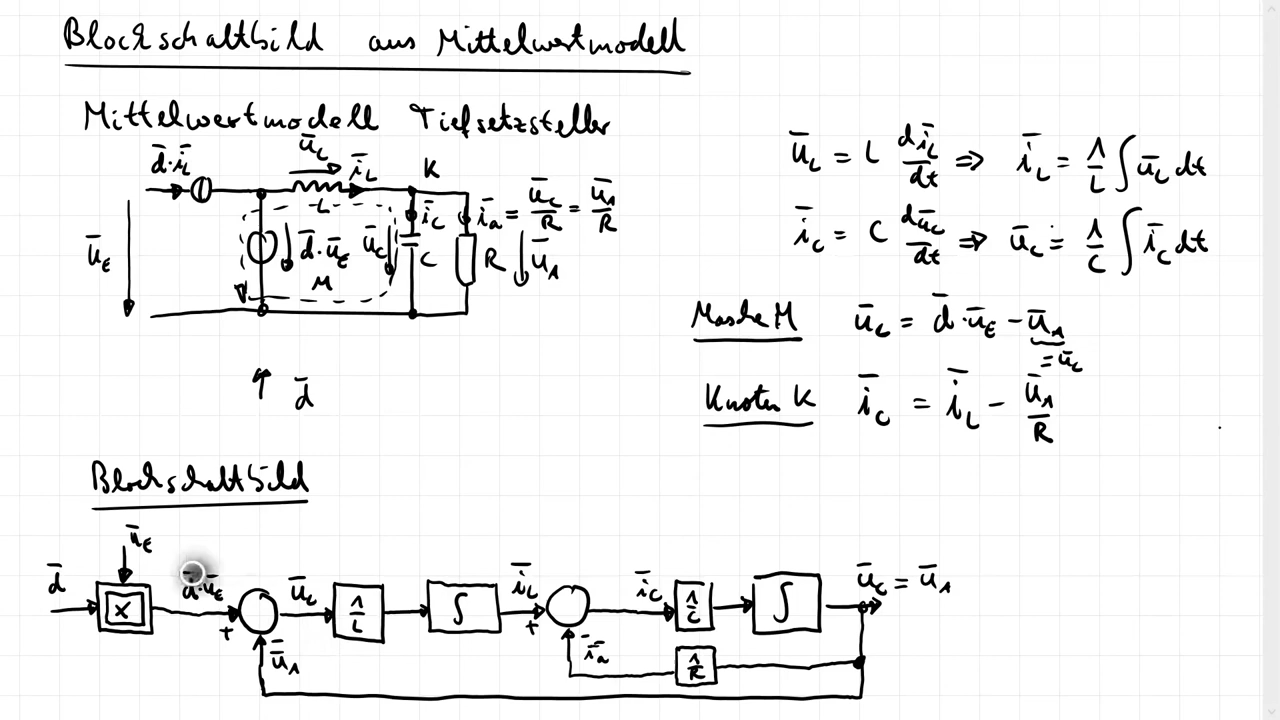 Blockschaltbild aus Mittelwertmodell
Mittelwertmodell Tiefsetzsteller
d̄·īL ūL īL K
ūE L d̄·ūE M ūC īC C īa = ūC/R = ūA/R R ūA
d̄
ūL = L dīL/dt ⇒ īL = 1/L ∫ ūL dt
īC = C dūC/dt ⇒ ūC = 1/C ∫ īC dt
Masche M ūL = d̄·ūE − ūA
= ūC
Knoten K īC = īL − ūA/R
Blockschaltbild
ūE
d̄ X d̄·ūE + ūL 1/L ∫ īL + īC 1/C ∫ ūC = ūA
ūA īa 1/R